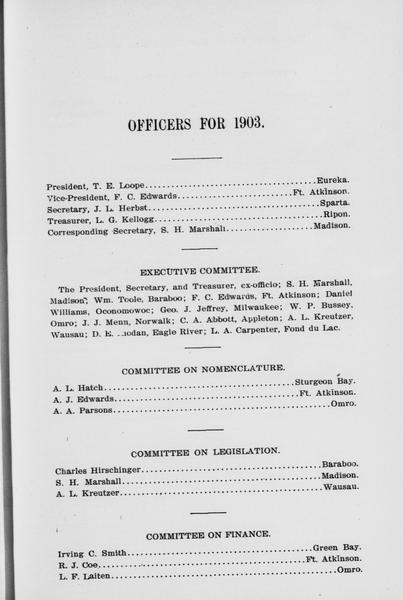 OFFICERS FOR 1903.
President, T. E. Loope........................................Eureka.
Vice-President, F. C. Edwards..............................Ft. Atkinson.
Secretary, J. L. Herbst........................................Sparta.
Treasurer, L. G. Kellogg........................................Ripon.
Corresponding Secretary, S. H. Marshall....................Madison.
EXECUTIVE COMMITTEE.
The President, Secretary, and Treasurer, ex-officio; S. H. Marshall,
Madison; Wm. Toole, Baraboo; F. C. Edwards, Ft. Atkinson; Daniel
Williams, Oconomowoc; Geo. J. Jeffrey, Milwaukee; W. P. Bussey,
Omro; J. J. Menn, Norwalk; C. A. Abbott, Appleton; A. L. Kreutzer,
Wausau; D. E. Eagle River; L. A. Carpenter, Fond du Lac.
COMMITTEE ON NOMENCLATURE.
A. L. Hatch........................................Sturgeon Bay.
A. J. Edwards........................................Ft. Atkinson.
A. A. Parsons........................................Omro.
COMMITTEE ON LEGISLATION.
Charles Hirschinger........................................Baraboo.
S. H. Marshall........................................Madison.
A. L. Kreutzer........................................Wausau.
COMMITTEE ON FINANCE.
Irving C. Smith........................................Green Bay.
R. J. Coe........................................Ft. Atkinson.
L. F. Laiten........................................Omro.